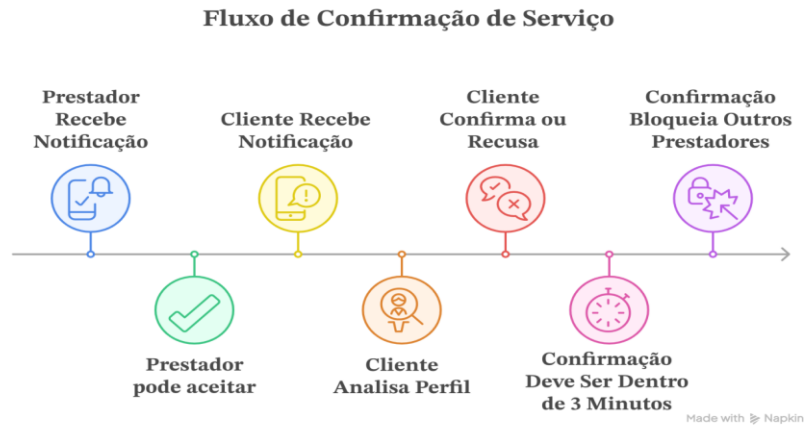 Fluxo de Confirmação de Serviço
Prestador
Recebe
Notificação
Prestador
pode aceitar
Cliente Recebe
Notificação
Cliente
Analisa Perfil
Cliente
Confirma ou
Recusa
Confirmação
Deve Ser Dentro
de 3 Minutos
Confirmação
Bloqueia Outros
Prestadores
Made with Napkin